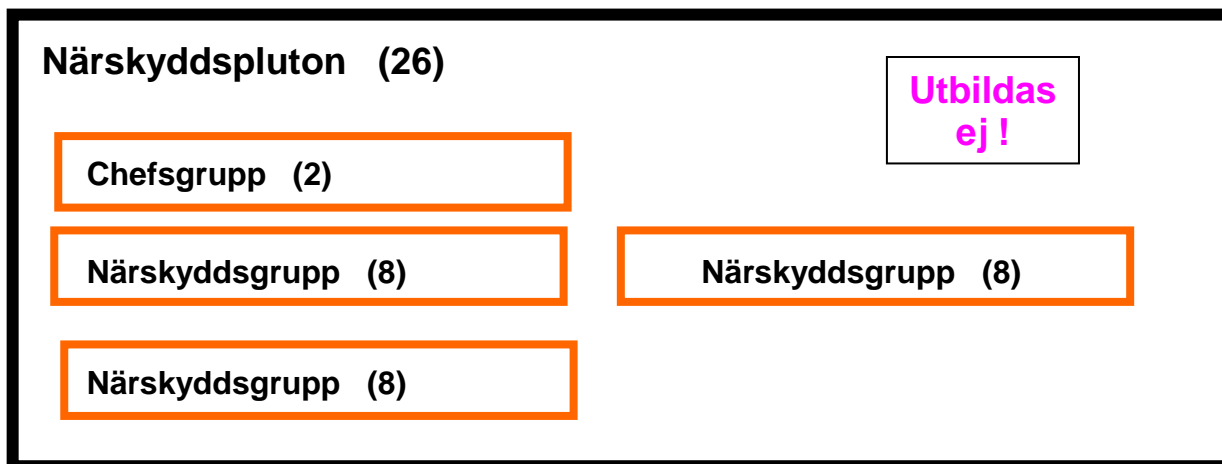 Närskyddspluton (26)
Utbildas
ej !
Chefsgrupp (2)
Närskyddsgrupp (8)
Närskyddsgrupp (8)
Närskyddsgrupp (8)